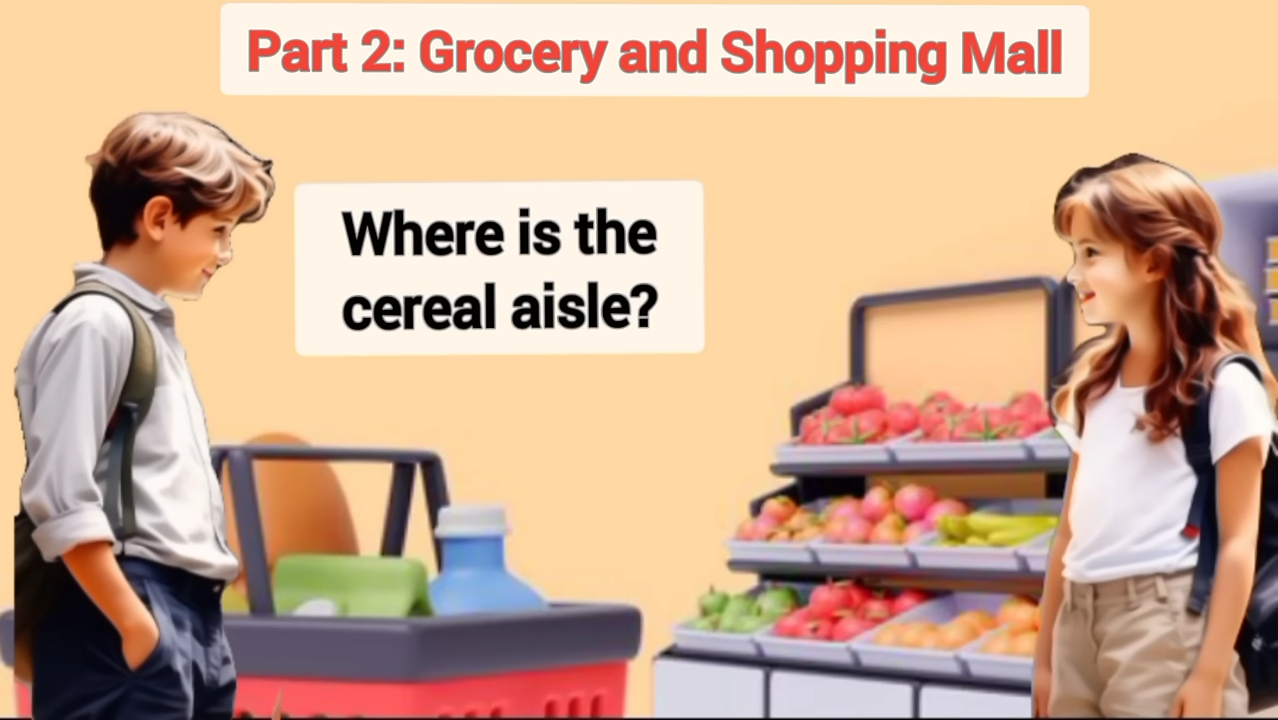 Part 2: Grocery and Shopping Mall
Where is the
cereal aisle?